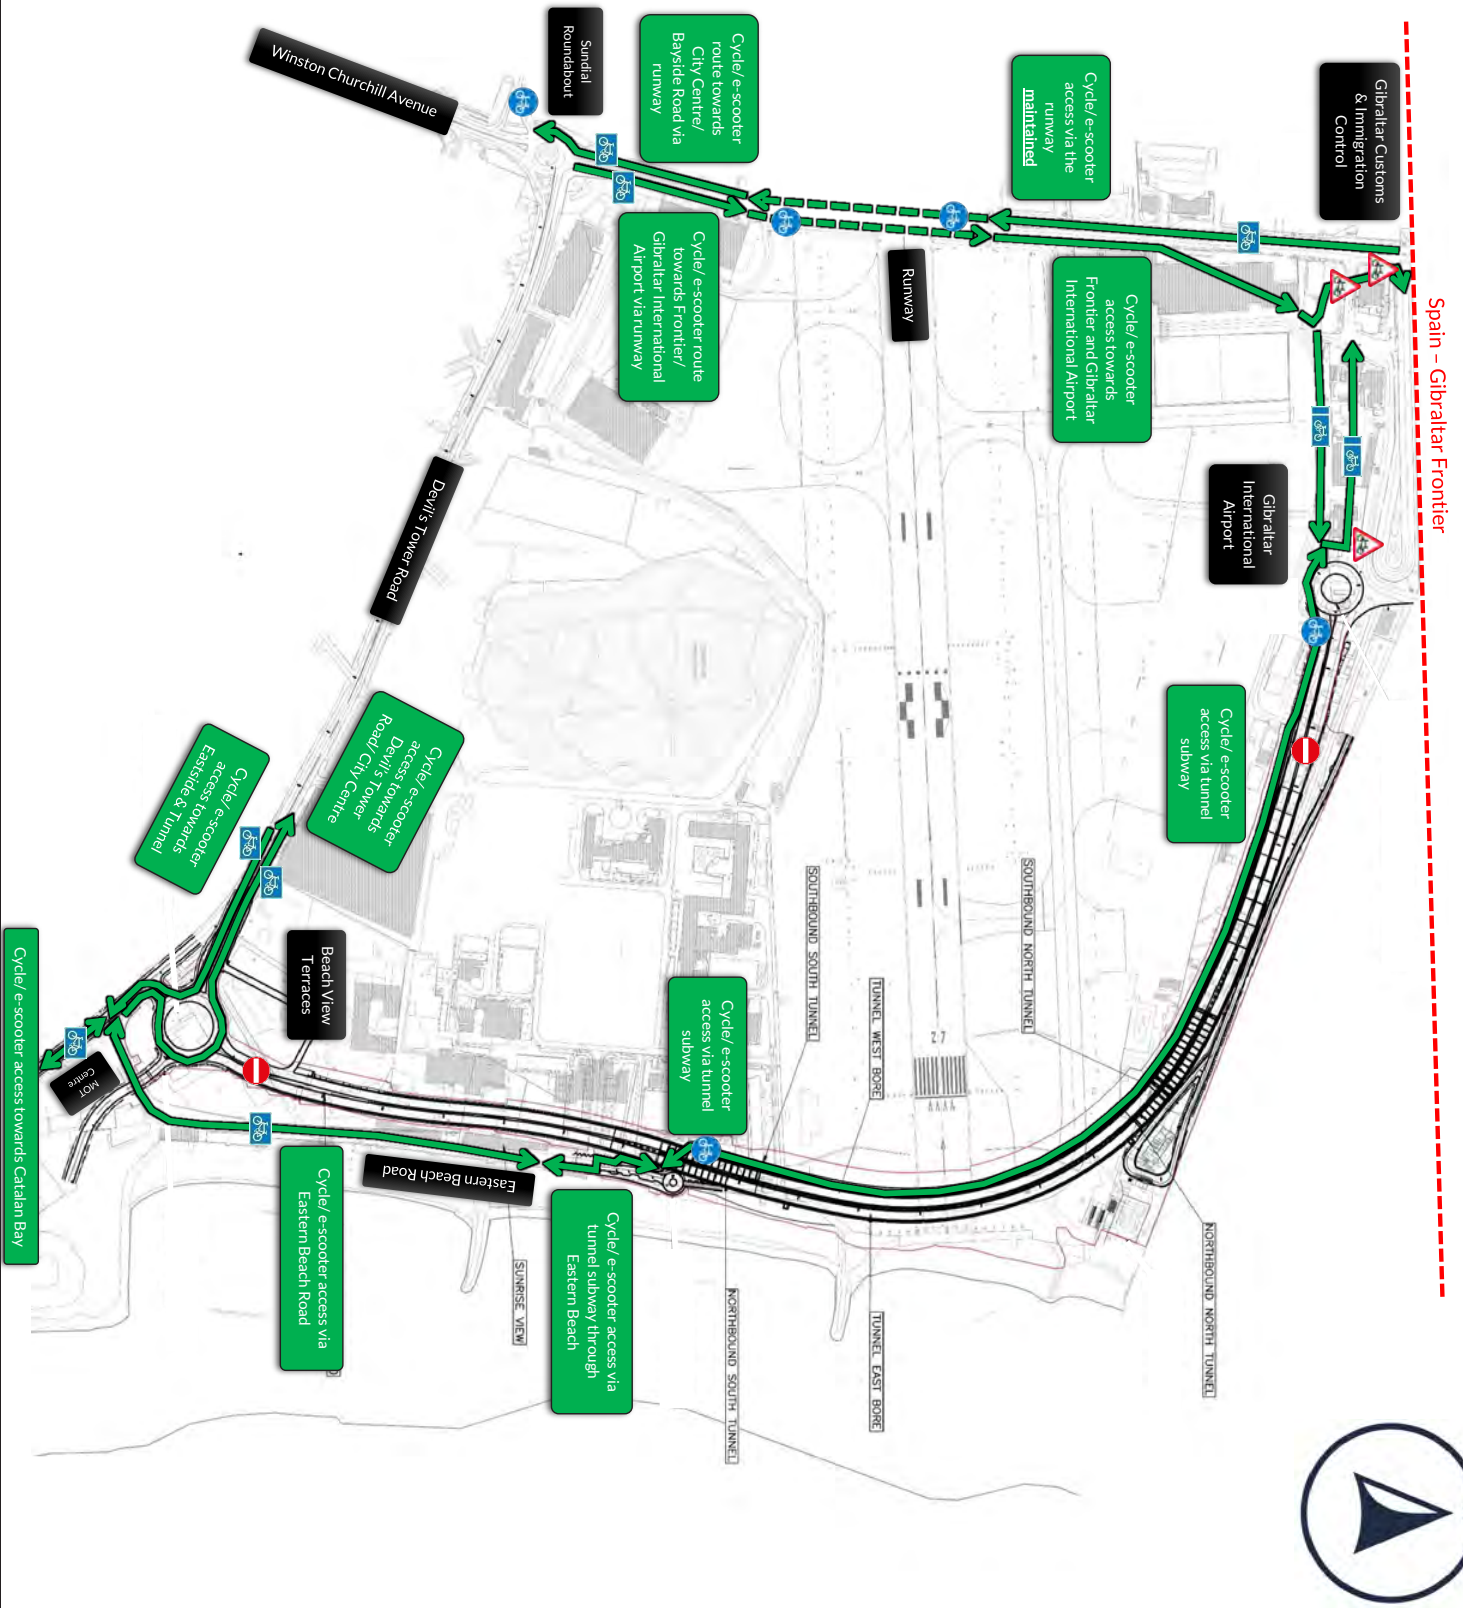 Spain – Gibraltar Frontier
Gibraltar Customs
& Immigration
Control
Gibraltar
International
Airport
Cycle/ e-scooter
access via tunnel
subway
NORTHBOUND NORTH TUNNEL
Cycle/ e-scooter
access via the
runway
maintained
Cycle/ e-scooter
access towards
Frontier and Gibraltar
International Airport
SOUTHBOUND NORTH TUNNEL
27
Runway
TUNNEL WEST BORE
TUNNEL EAST BORE
SOUTHBOUND SOUTH TUNNEL
Cycle/ e-scooter
route towards
City Centre/
Bayside Road via
runway
Cycle/ e-scooter route
towards Frontier/
Gibraltar International
Airport via runway
Cycle/ e-scooter
access via tunnel
subway
NORTHBOUND SOUTH TUNNEL
Sundial
Roundabout
Cycle/ e-scooter access via
tunnel subway through
Eastern Beach
SUNRISE VIEW
Eastern Beach Road
Winston Churchill Avenue
Devil's Tower Road
Cycle/ e-scooter
access towards
Devil's Tower
Road/ City Centre
Beach View
Terraces
Cycle/ e-scooter access via
Eastern Beach Road
Cycle/ e-scooter
access towards
Eastside & Tunnel
MOT
Centre
Cycle/ e-scooter access towards Catalan Bay